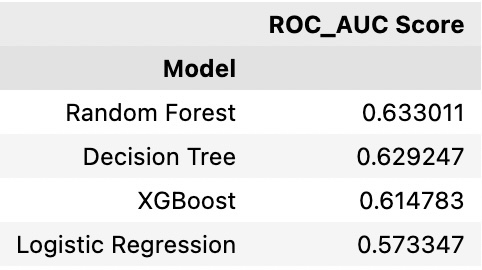 ROC_AUC Score
Model
Random Forest 0.633011
Decision Tree 0.629247
XGBoost 0.614783
Logistic Regression 0.573347